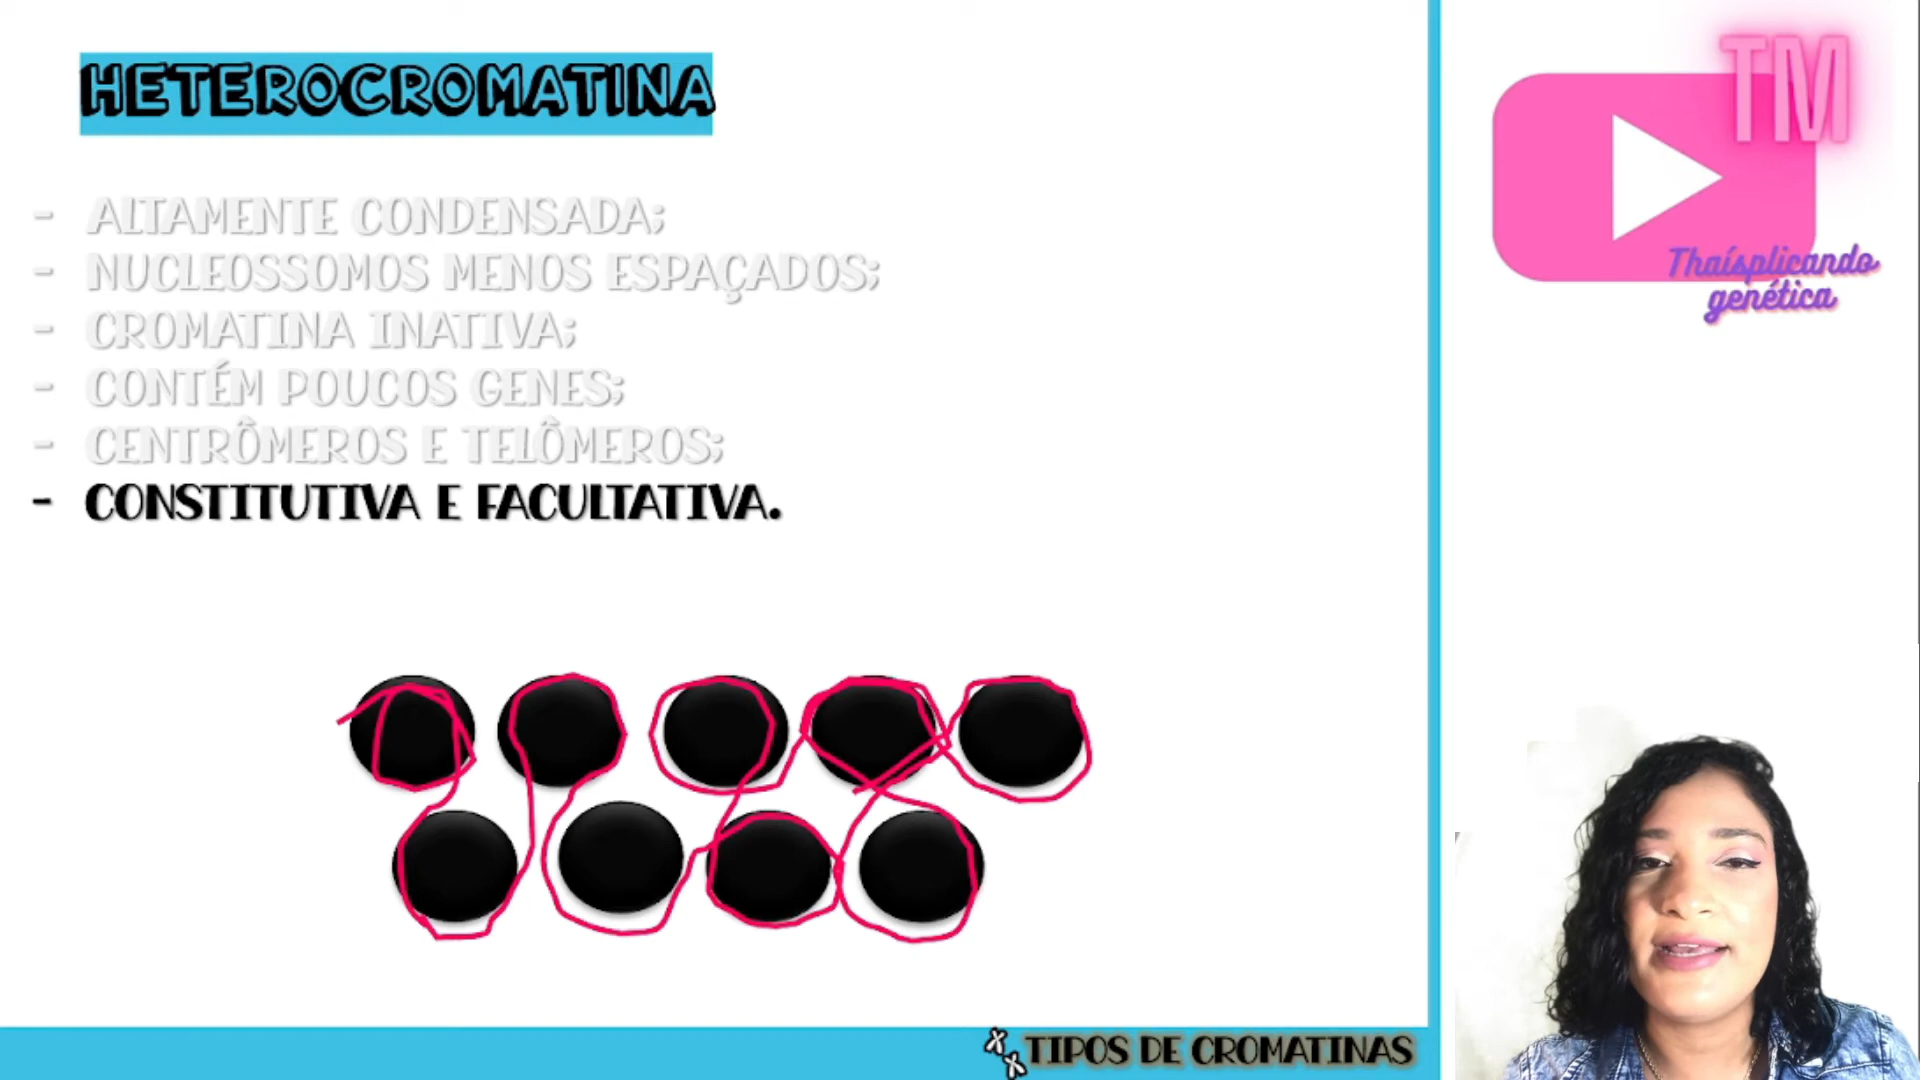 HETEROCROMATINA
- ALTAMENTE CONDENSADA;
- NUCLEOSSOMOS MENOS ESPAÇADOS;
- CROMATINA INATIVA;
- CONTÉM POUCOS GENES;
- CENTRÔMEROS E TELÔMEROS;
- CONSTITUTIVA E FACULTATIVA.
TM
Thaísplicando
genética
TIPOS DE CROMATINAS